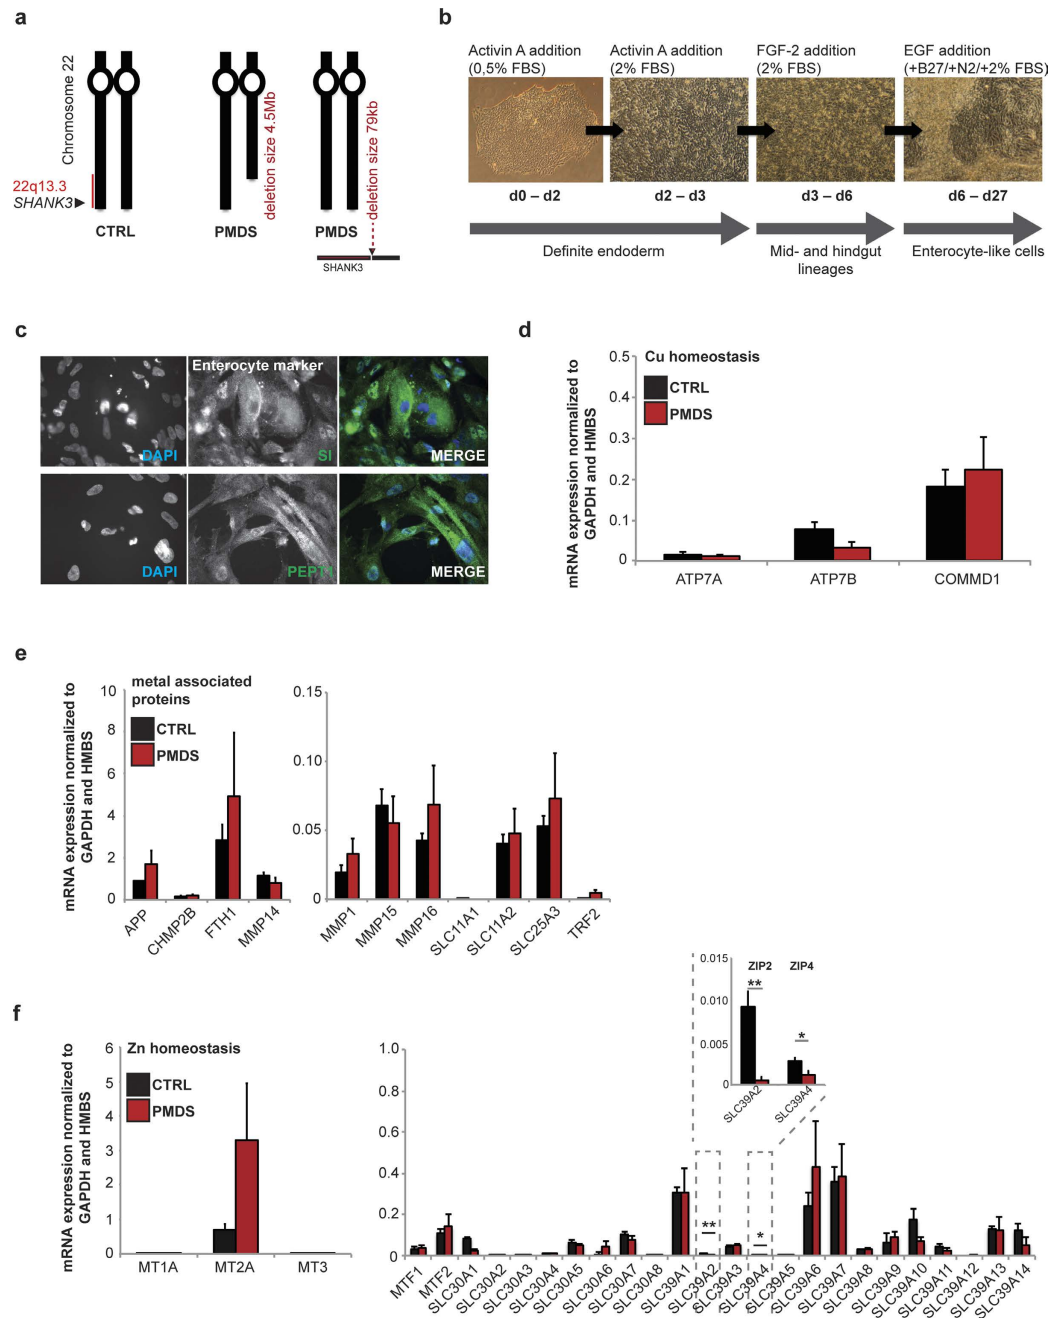 a
Chromosome 22
22q13.3
SHANK3
CTRL
PMDS
deletion size 4.5Mb
PMDS
deletion size 79kb
SHANK3
b
Activin A addition
(0,5% FBS)
Activin A addition
(2% FBS)
FGF-2 addition
(2% FBS)
EGF addition
(+B27/+N2/+2% FBS)
d0 – d2
d2 – d3
d3 – d6
d6 – d27
Definite endoderm
Mid- and hindgut
lineages
Enterocyte-like cells
c
Enterocyte marker
DAPI
SI
MERGE
DAPI
PEPT1
MERGE
d
mRNA expression normalized to
GAPDH and HMBS
Cu homeostasis
CTRL
PMDS
0.5
0.4
0.3
0.2
0.1
0
ATP7A
ATP7B
COMMD1
e
mRNA expression normalized to
GAPDH and HMBS
metal associated
proteins
CTRL
PMDS
10
8
6
4
2
0
APP
CHMP2B
FTH1
MMP14
0.15
0.10
0.05
0
MMP1
MMP15
MMP16
SLC11A1
SLC11A2
SLC25A3
TRF2
f
mRNA expression normalized to
GAPDH and HMBS
Zn homeostasis
CTRL
PMDS
6
5
4
3
2
1
0
MT1A
MT2A
MT3
1.0
0.8
0.6
0.4
0.2
0
**
*
MTF1
MTF2
SLC30A1
SLC30A2
SLC30A3
SLC30A4
SLC30A5
SLC30A6
SLC30A7
SLC30A8
SLC39A1
SLC39A2
SLC39A3
SLC39A4
SLC39A5
SLC39A6
SLC39A7
SLC39A8
SLC39A9
SLC39A10
SLC39A11
SLC39A12
SLC39A13
SLC39A14
0.015
0.010
0.005
0
ZIP2
ZIP4
**
*
SLC39A2
SLC39A4